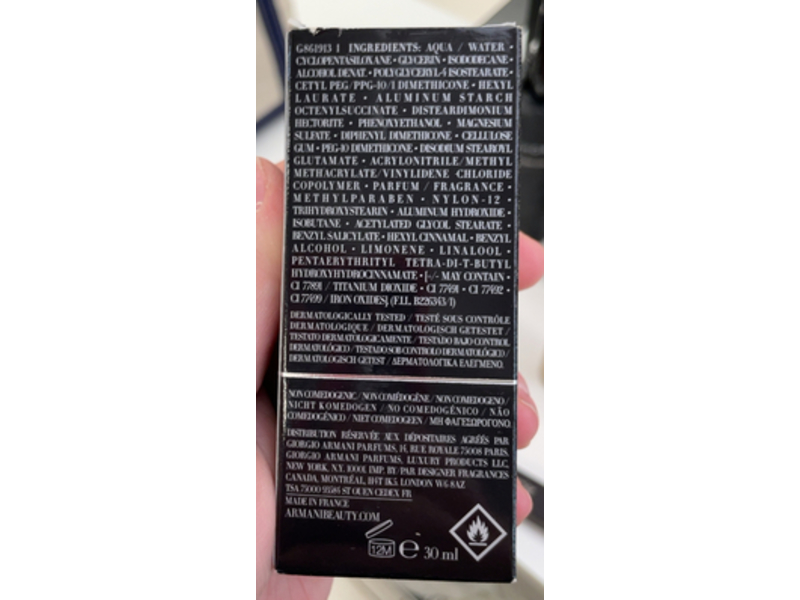 G861913 1 INGREDIENTS: AQUA / WATER •
CYCLOPENTASILOXANE • GLYCERIN • ISODODECANE
ALCOHOL DENAT. • POLYGLYCERYL-4 ISOSTEARATE •
CETYL PEG/PPG-10/1 DIMETHICONE • HEXYL
LAURATE • ALUMINUM STARCH
OCTENYLSUCCINATE • DISTEARDIMONIUM
HECTORITE • PHENOXYETHANOL • MAGNESIUM
SULFATE • DIPHENYL DIMETHICONE • CELLULOSE
GUM • PEG-10 DIMETHICONE • DISODIUM STEAROYL
GLUTAMATE • ACRYLONITRILE/METHYL
METHACRYLATE/VINYLIDENE CHLORIDE
COPOLYMER • PARFUM / FRAGRANCE •
METHYLPARABEN • NYLON-12 •
TRIHYDROXYSTEARIN • ALUMINUM HYDROXIDE •
ISOBUTANE • ACETYLATED GLYCOL STEARATE •
BENZYL SALICYLATE • HEXYL CINNAMAL • BENZYL
ALCOHOL • LIMONENE • LINALOOL •
PENTAERYTHRITYL TETRA-DI-T-BUTYL
HYDROXYHYDROCINNAMATE • [+/- MAY CONTAIN •
CI 77891 / TITANIUM DIOXIDE • CI 77491 • CI 77492 •
CI 77499 / IRON OXIDES]. (F.I.L. B226343/1)
DERMATOLOGICALLY TESTED / TESTÉ SOUS CONTRÔLE
DERMATOLOGIQUE / DERMATOLOGISCH GETESTET /
TESTATO DERMATOLOGICAMENTE / TESTADO BAJO CONTROL
DERMATOLÓGICO / TESTADO SOB CONTROLO DERMATOLÓGICO /
DERMATOLOGISCH GETEST / ΔΕΡΜΑΤΟΛΟΓΙΚΑ ΕΛΕΓΜΕΝΟ.
NON COMEDOGENIC / NON COMÉDOGÈNE / NON COMEDOGENO /
NICHT KOMEDOGEN / NO COMEDOGÉNICO / NÃO
COMEDOGÉNICO / NIET COMEDOGEEN / ΜΗ ΦΑΓΕΣΩΡΟΓΟΝΟ.
DISTRIBUTION RÉSERVÉE AUX DÉPOSITAIRES AGRÉÉS PAR
GIORGIO ARMANI PARFUMS, 14, RUE ROYALE 75008 PARIS,
GIORGIO ARMANI PARFUMS, LUXURY PRODUCTS LLC,
NEW YORK, N.Y. 10001. IMP. BY/PAR DESIGNER FRAGRANCES
CANADA, MONTRÉAL, H4T 1K5. LONDON W6 8AZ
TSA 75000 93585 ST OUEN CEDEX FR
MADE IN FRANCE
ARMANIBEAUTY.COM
12M e 30 ml